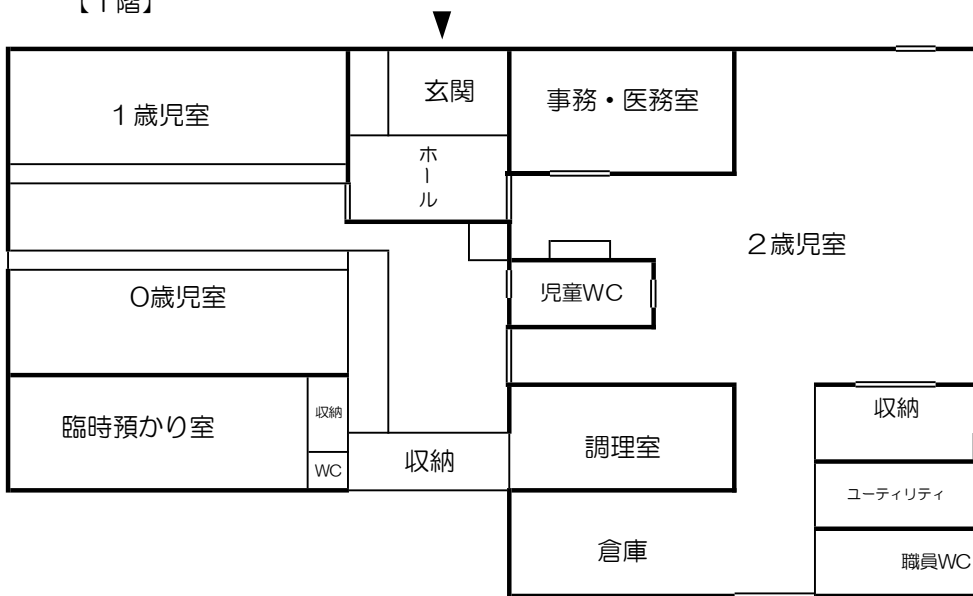 【１階】
玄関
事務・医務室
１歳児室
ホール
２歳児室
児童WC
0歳児室
収納
収納
臨時預かり室
調理室
収納
WC
ユーティリティ
倉庫
職員WC